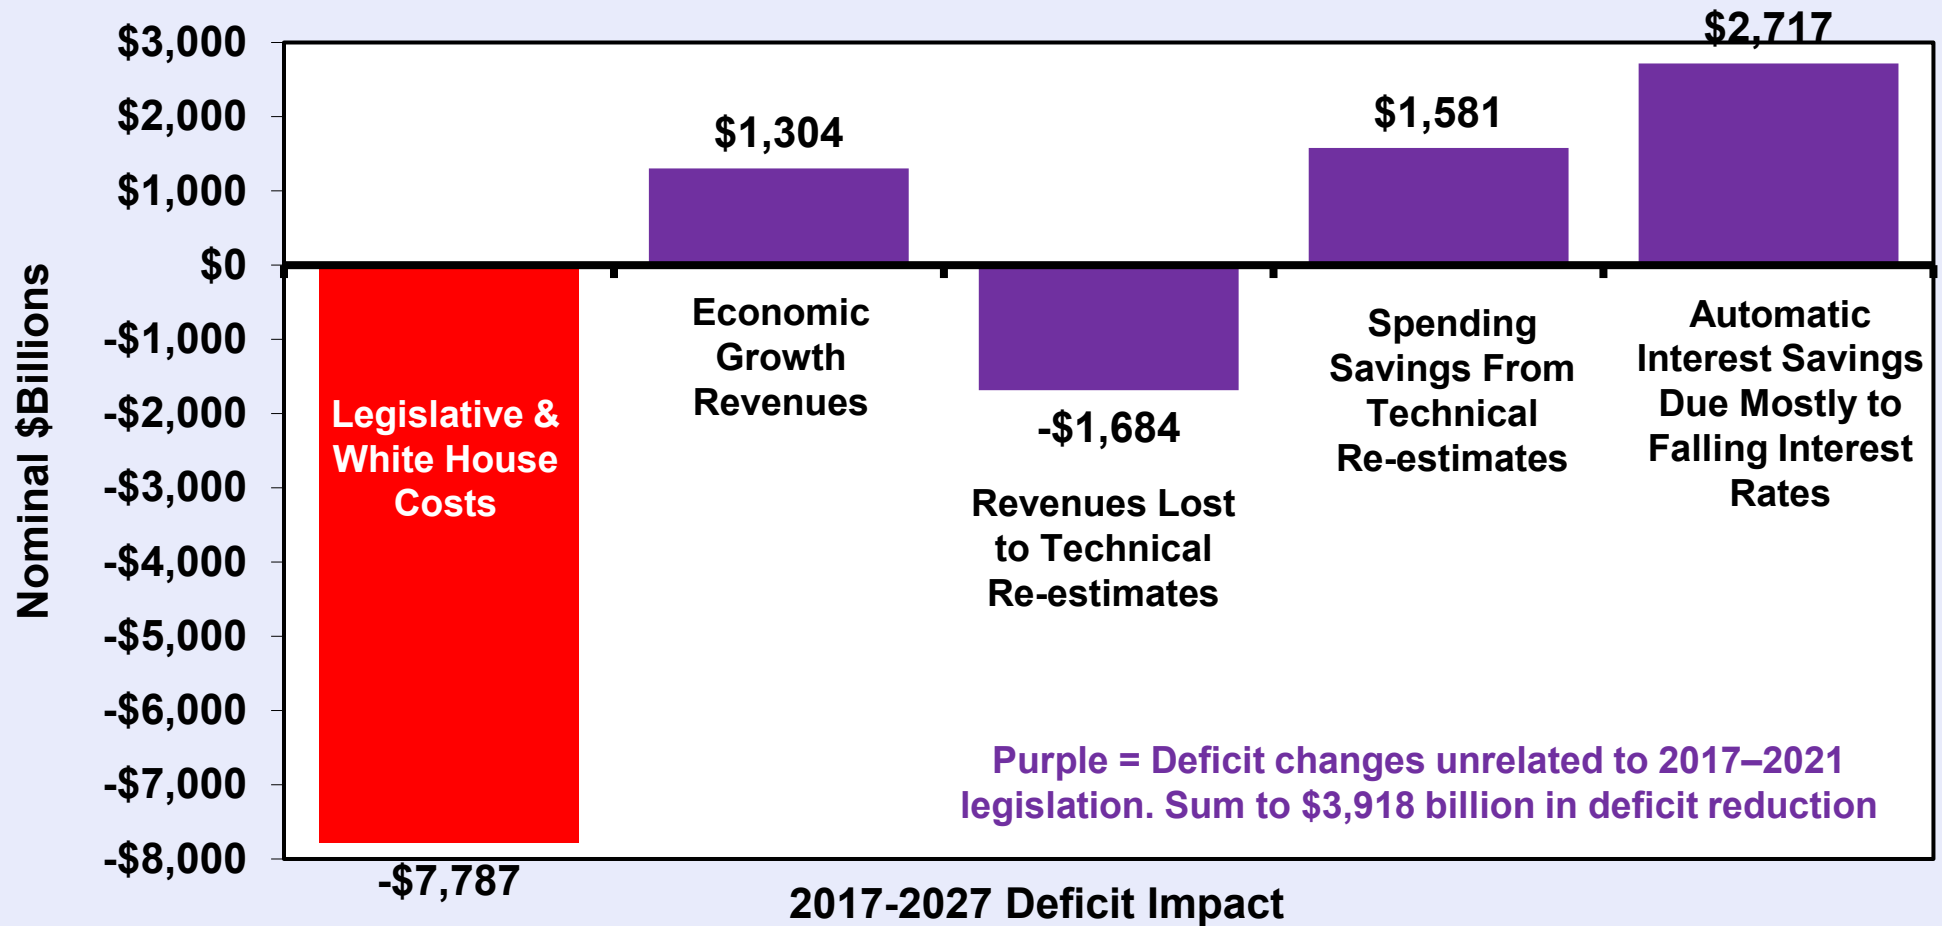 $3,000
$2,000
$1,000
$0
-$1,000
-$2,000
-$3,000
-$4,000
-$5,000
-$6,000
-$7,000
-$8,000
Nominal $Billions
Legislative &
White House
Costs
-$7,787
$1,304
Economic
Growth
Revenues
-$1,684
Revenues Lost
to Technical
Re-estimates
$1,581
Spending
Savings From
Technical
Re-estimates
$2,717
Automatic
Interest Savings
Due Mostly to
Falling Interest
Rates
Purple = Deficit changes unrelated to 2017–2021
legislation. Sum to $3,918 billion in deficit reduction
2017-2027 Deficit Impact